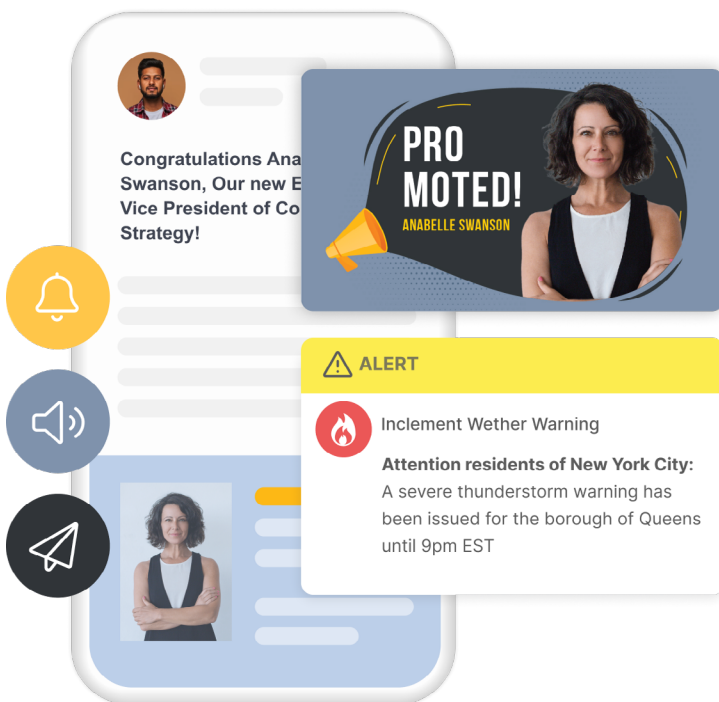 Congratulations Ana
Swanson, Our new E
Vice President of Co
Strategy!
PRO
MOTED!
ANABELLE SWANSON
ALERT
Inclement Wether Warning
Attention residents of New York City:
A severe thunderstorm warning has
been issued for the borough of Queens
until 9pm EST